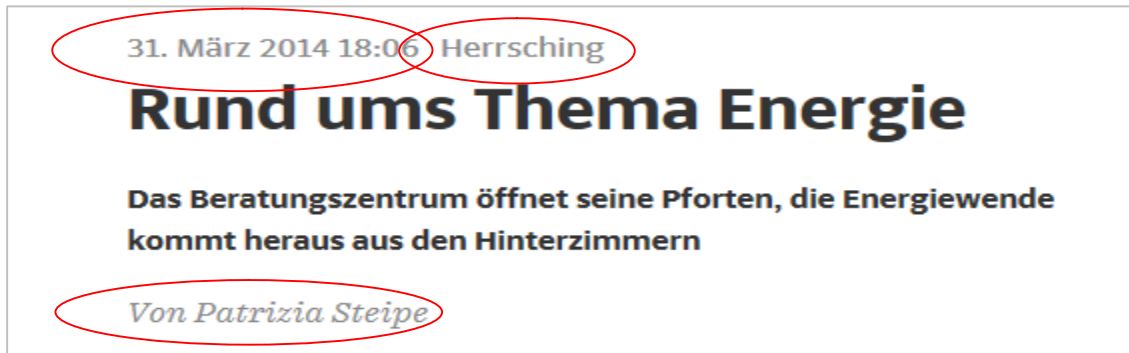 31. März 2014 18:06 Herrsching
Rund ums Thema Energie
Das Beratungszentrum öffnet seine Pforten, die Energiewende
kommt heraus aus den Hinterzimmern
Von Patrizia Steipe